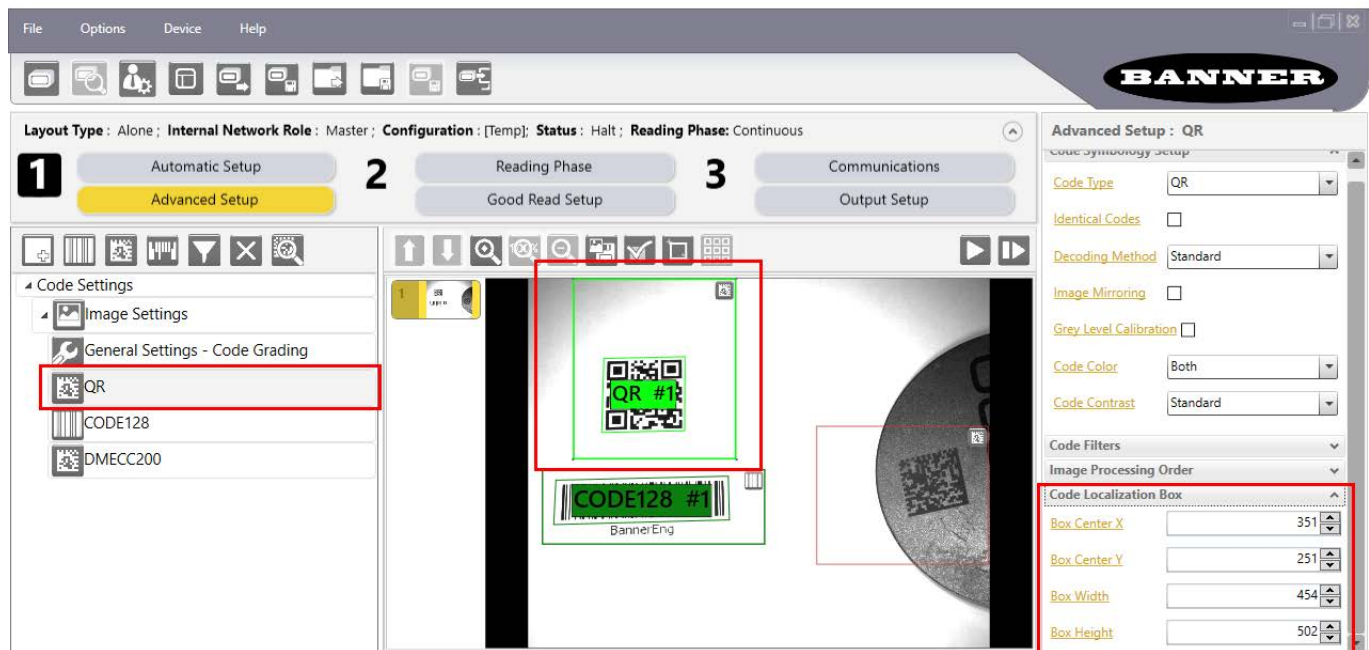 File Options Device Help
BANNER
Layout Type : Alone ; Internal Network Role : Master ; Configuration : [Temp]; Status : Halt ; Reading Phase: Continuous
1 Automatic Setup 2 Reading Phase 3 Communications
Advanced Setup Good Read Setup Output Setup
Code Settings
Image Settings
General Settings - Code Grading
QR
CODE128
DMECC200
1
QR #1
CODE128 #1
BannerEng
Advanced Setup : QR
Code Symbology Setup
Code Type QR
Identical Codes
Decoding Method Standard
Image Mirroring
Grey Level Calibration
Code Color Both
Code Contrast Standard
Code Filters
Image Processing Order
Code Localization Box
Box Center X 351
Box Center Y 251
Box Width 454
Box Height 502